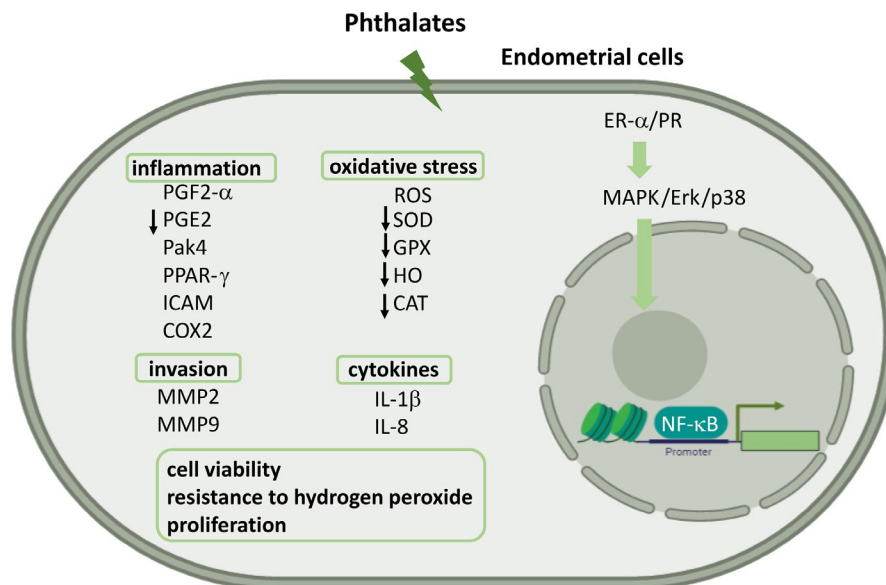 Phthalates
Endometrial cells
inflammation
PGF2-α
PGE2
Pak4
PPAR-γ
ICAM
COX2
oxidative stress
ROS
SOD
GPX
HO
CAT
invasion
MMP2
MMP9
cytokines
IL-1β
IL-8
cell viability
resistance to hydrogen peroxide
proliferation
ER-α/PR
MAPK/Erk/p38
NF-κB
Promoter